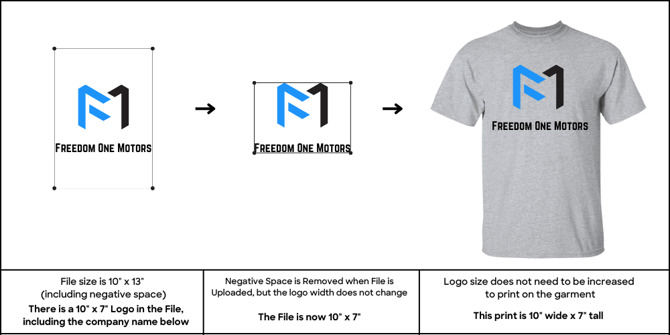 Freedom One Motors
Freedom One Motors
Freedom One Motors
File size is 10" x 13"
(including negative space)
There is a 10" x 7" Logo in the File,
including the company name below
Negative Space is Removed when File is
Uploaded, but the logo width does not change
The File is now 10" x 7"
Logo size does not need to be increased
to print on the garment
This print is 10" wide x 7" tall